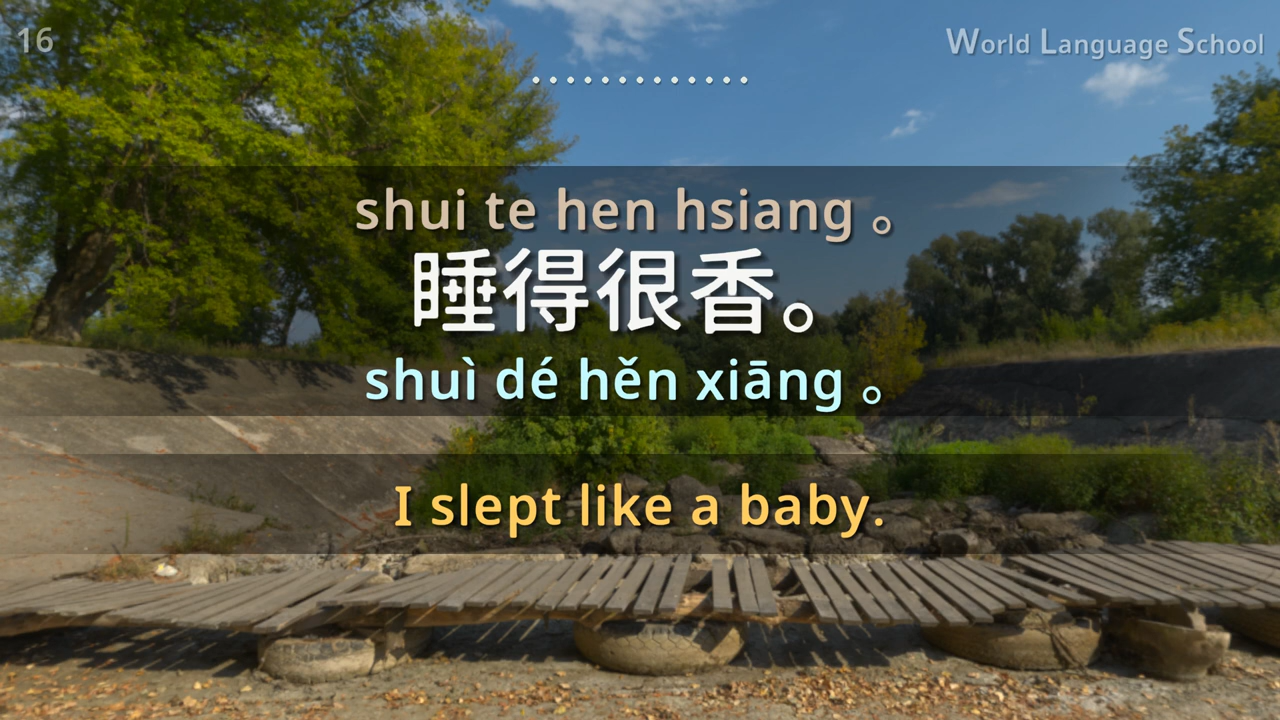 16
World Language School
shui te hen hsiang 。
睡得很香。
shuì dé hěn xiāng 。
I slept like a baby.